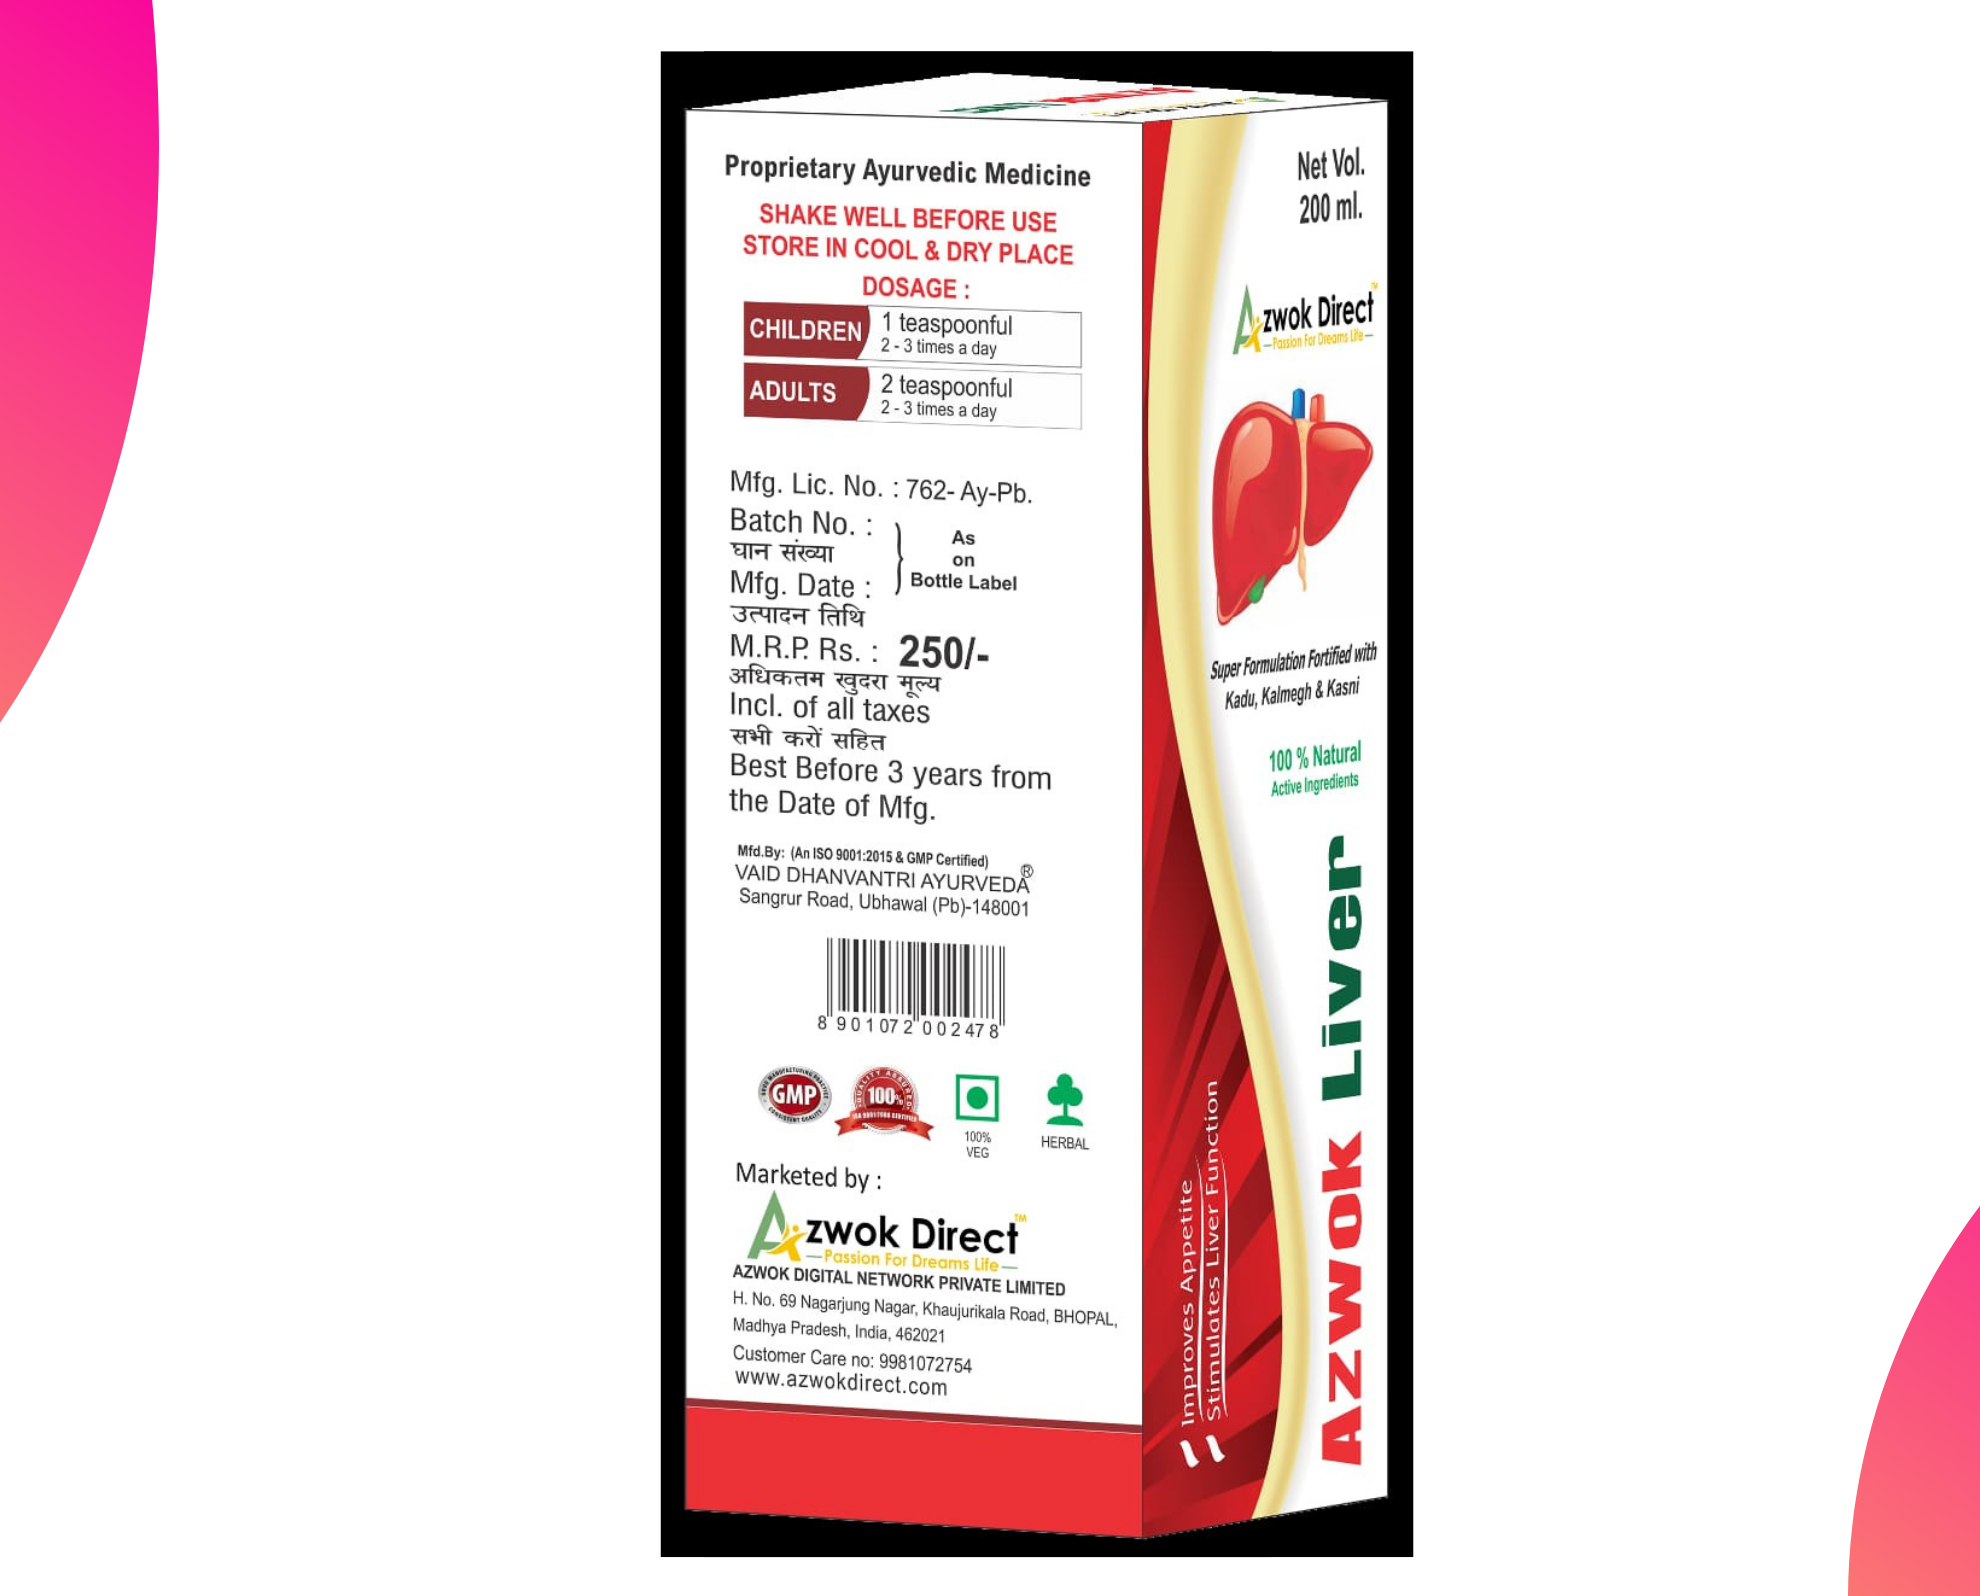 Proprietary Ayurvedic Medicine
SHAKE WELL BEFORE USE
STORE IN COOL & DRY PLACE
DOSAGE :
CHILDREN 1 teaspoonful
2 - 3 times a day
ADULTS 2 teaspoonful
2 - 3 times a day
Mfg. Lic. No. : 762- Ay-Pb.
Batch No. :
घान संख्या
Mfg. Date :
उत्पादन तिथि
As
on
Bottle Label
M.R.P. Rs. : 250/-
अधिकतम खुदरा मूल्य
Incl. of all taxes
सभी करों सहित
Best Before 3 years from
the Date of Mfg.
Mfd.By: (An ISO 9001:2015 & GMP Certified)
VAID DHANVANTRI AYURVEDA®
Sangrur Road, Ubhawal (Pb)-148001
8 901072 002478
GMP
QUALITY ASSURED
100%
100%
VEG
HERBAL
Marketed by :
Azwok Direct™
Passion For Dreams Life
AZWOK DIGITAL NETWORK PRIVATE LIMITED
H. No. 69 Nagarjung Nagar, Khaujurikala Road, BHOPAL,
Madhya Pradesh, India, 462021
Customer Care no: 9981072754
www.azwokdirect.com
Net Vol.
200 ml.
Azwok Direct™
Passion For Dreams Life
Super Formulation Fortified with
Kadu, Kalmegh & Kasni
100 % Natural
Active Ingredients
Azwok Liver
Improves Appetite
Stimulates Liver Function